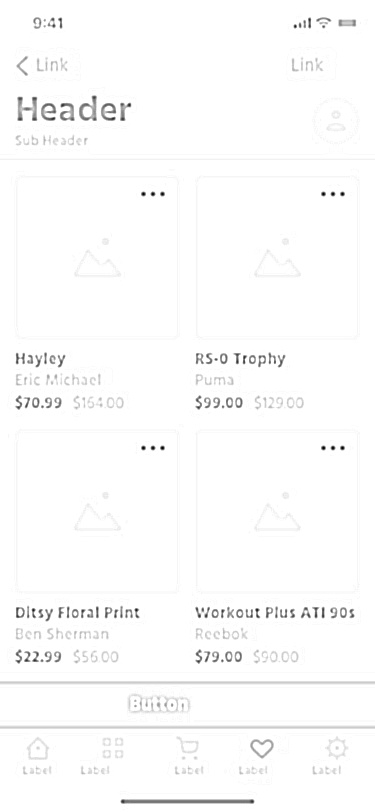 9:41
Link Link
Header
Sub Header
Hayley RS-0 Trophy
Eric Michael Puma
$70.99 $164.00 $99.00 $129.00
Ditsy Floral Print Workout Plus ATI 90s
Ben Sherman Reebok
$22.99 $56.00 $79.00 $90.00
Button
Label Label Label Label Label